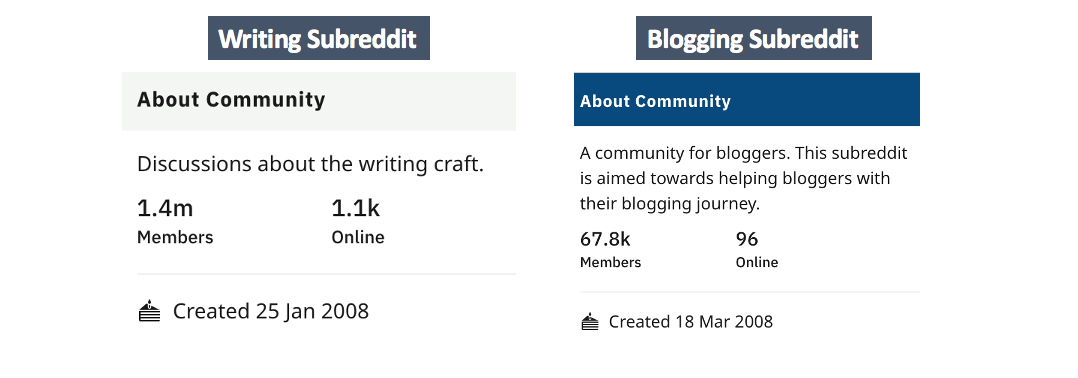 Writing Subreddit
About Community
Discussions about the writing craft.
1.4m 1.1k
Members Online
Created 25 Jan 2008
Blogging Subreddit
About Community
A community for bloggers. This subreddit
is aimed towards helping bloggers with
their blogging journey.
67.8k 96
Members Online
Created 18 Mar 2008